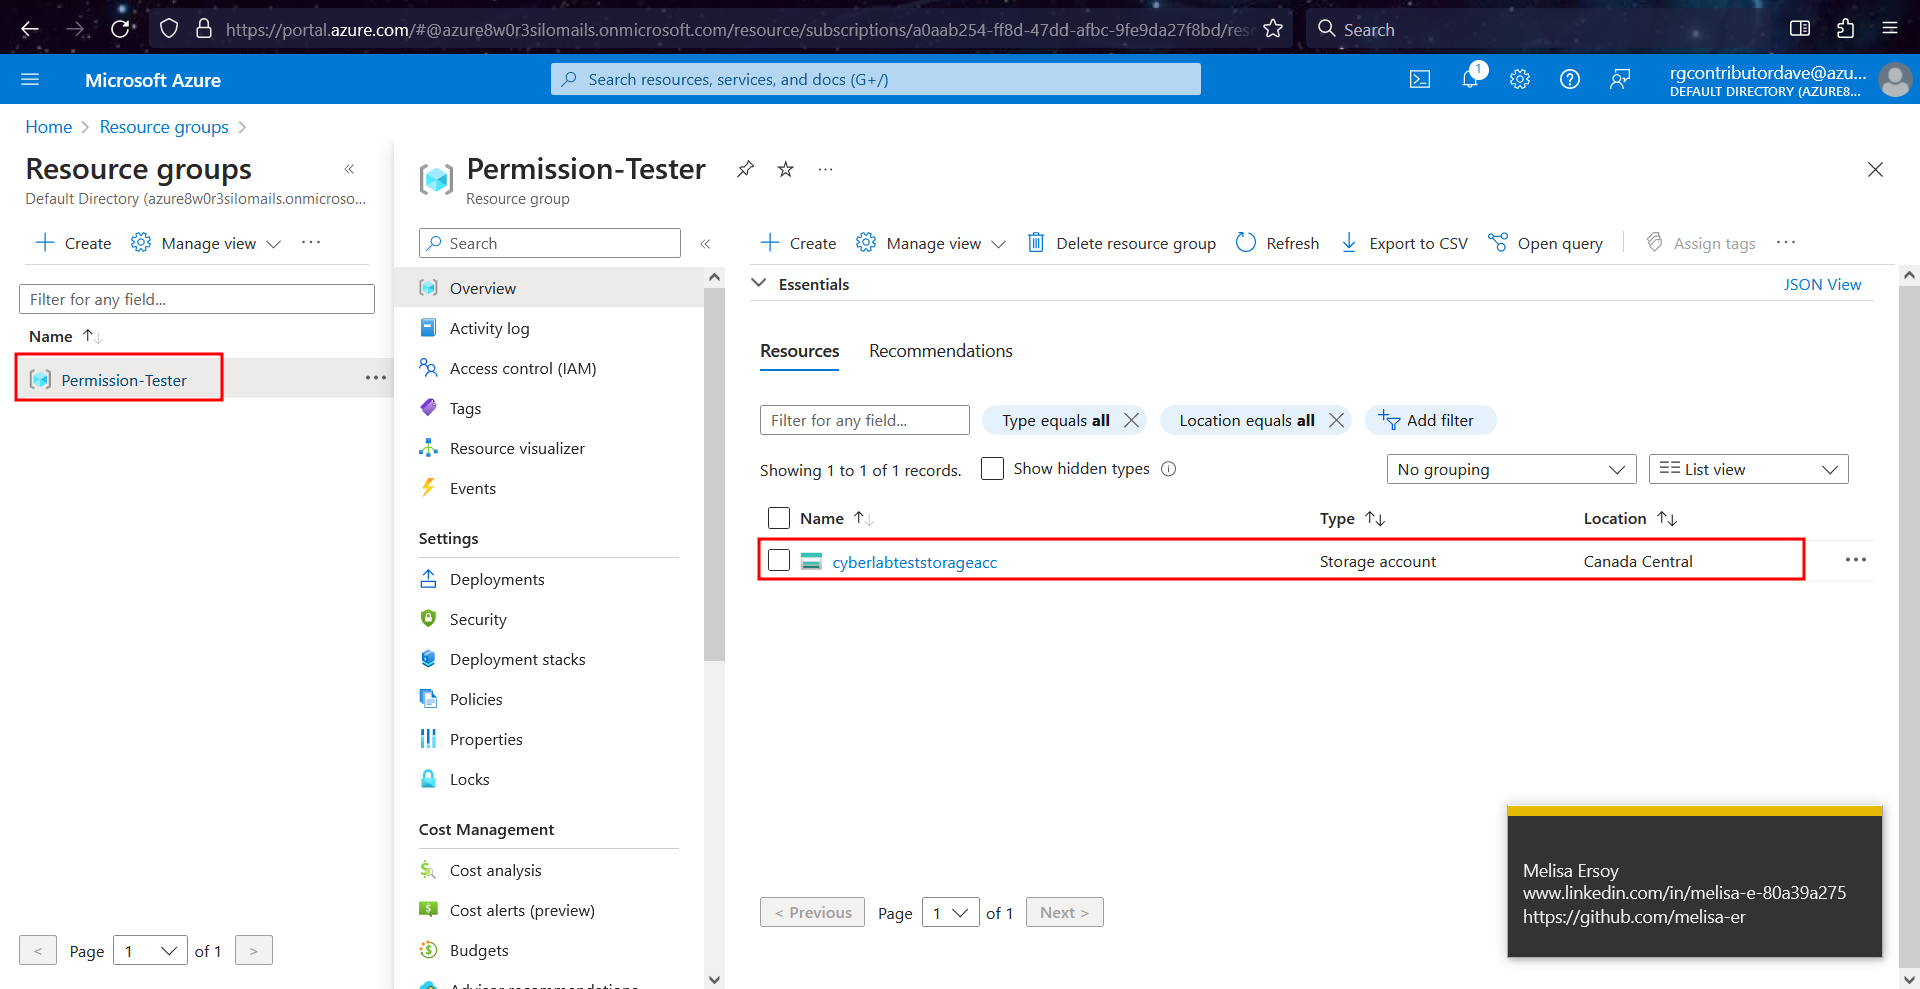 https://portal.azure.com/#@azure8w0r3silomails.onmicrosoft.com/resource/subscriptions/a0aab254-ff8d-47dd-afbc-9fe9da27f8bd/reso
Search
Microsoft Azure
Search resources, services, and docs (G+/)
1
rgcontributordave@azu...
DEFAULT DIRECTORY (AZURE8...
Home
Resource groups
Resource groups
Default Directory (azure8w0r3silomails.onmicroso...
Create
Manage view
Filter for any field...
Name
Permission-Tester
< Page 1 of 1 >
Permission-Tester
Resource group
Search
Overview
Activity log
Access control (IAM)
Tags
Resource visualizer
Events
Settings
Deployments
Security
Deployment stacks
Policies
Properties
Locks
Cost Management
Cost analysis
Cost alerts (preview)
Budgets
Advisor recommendations
Create Manage view Delete resource group Refresh Export to CSV Open query Assign tags
Essentials
JSON View
Resources Recommendations
Filter for any field... Type equals all Location equals all Add filter
Showing 1 to 1 of 1 records. Show hidden types No grouping List view
Name Type Location
cyberlabteststorageacc Storage account Canada Central
< Previous Page 1 of 1 Next >
Melisa Ersoy
www.linkedin.com/in/melisa-e-80a39a275
https://github.com/melisa-er